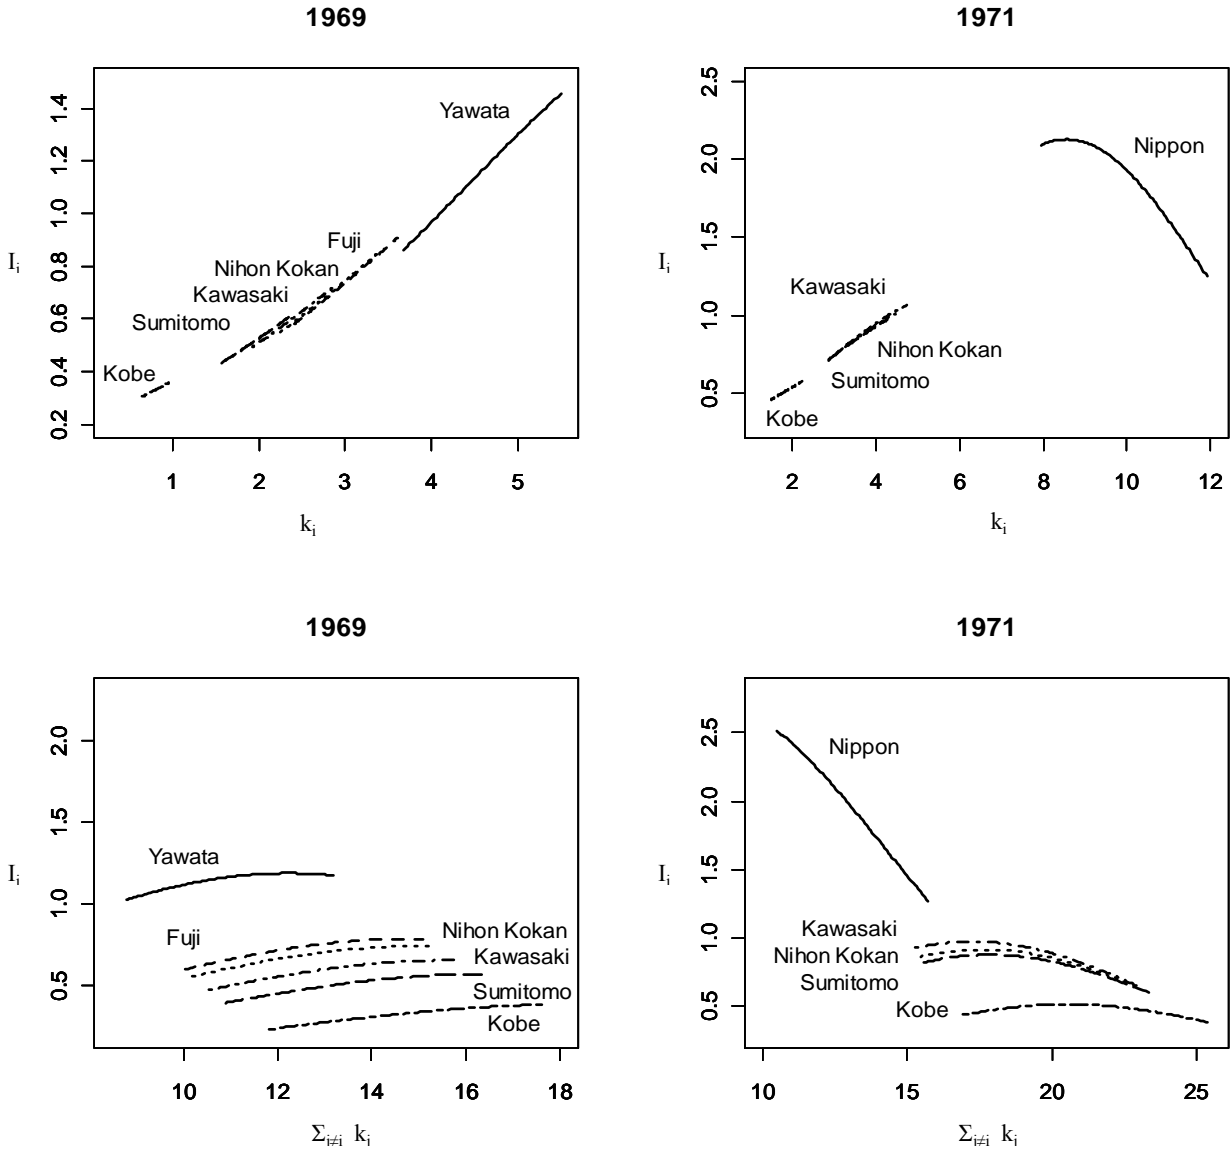 1969
1.4
1.2
1.0
0.8
0.6
0.4
0.2
I_i
Yawata
Fuji
Nihon Kokan
Kawasaki
Sumitomo
Kobe
1 2 3 4 5
k_i
1971
2.5
2.0
1.5
1.0
0.5
I_i
Nippon
Kawasaki
Nihon Kokan
Sumitomo
Kobe
2 4 6 8 10 12
k_i
1969
2.0
1.5
1.0
0.5
I_i
Yawata
Fuji
Nihon Kokan
Kawasaki
Sumitomo
Kobe
10 12 14 16 18
Σ_{j≠i} k_j
1971
2.5
2.0
1.5
1.0
0.5
I_i
Nippon
Kawasaki
Nihon Kokan
Sumitomo
Kobe
10 15 20 25
Σ_{j≠i} k_j